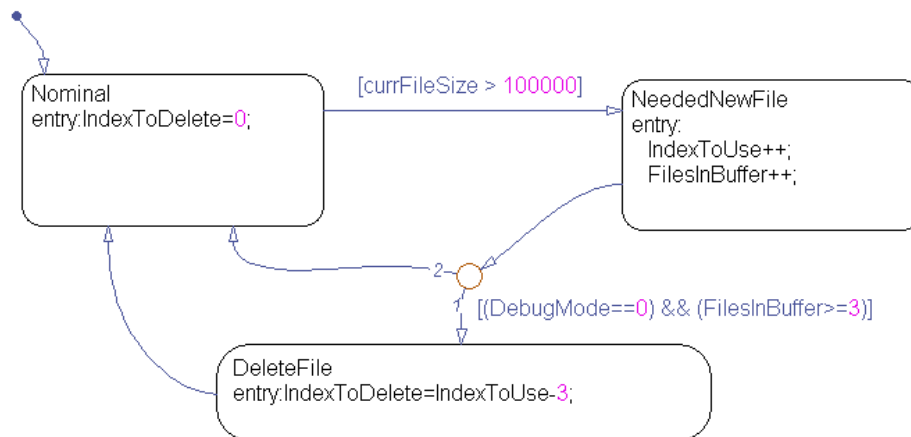 Nominal
entry:IndexToDelete=0;
[currFileSize > 100000]
NeededNewFile
entry:
IndexToUse++;
FilesInBuffer++;
2
1
[(DebugMode==0) && (FilesInBuffer>=3)]
DeleteFile
entry:IndexToDelete=IndexToUse-3;